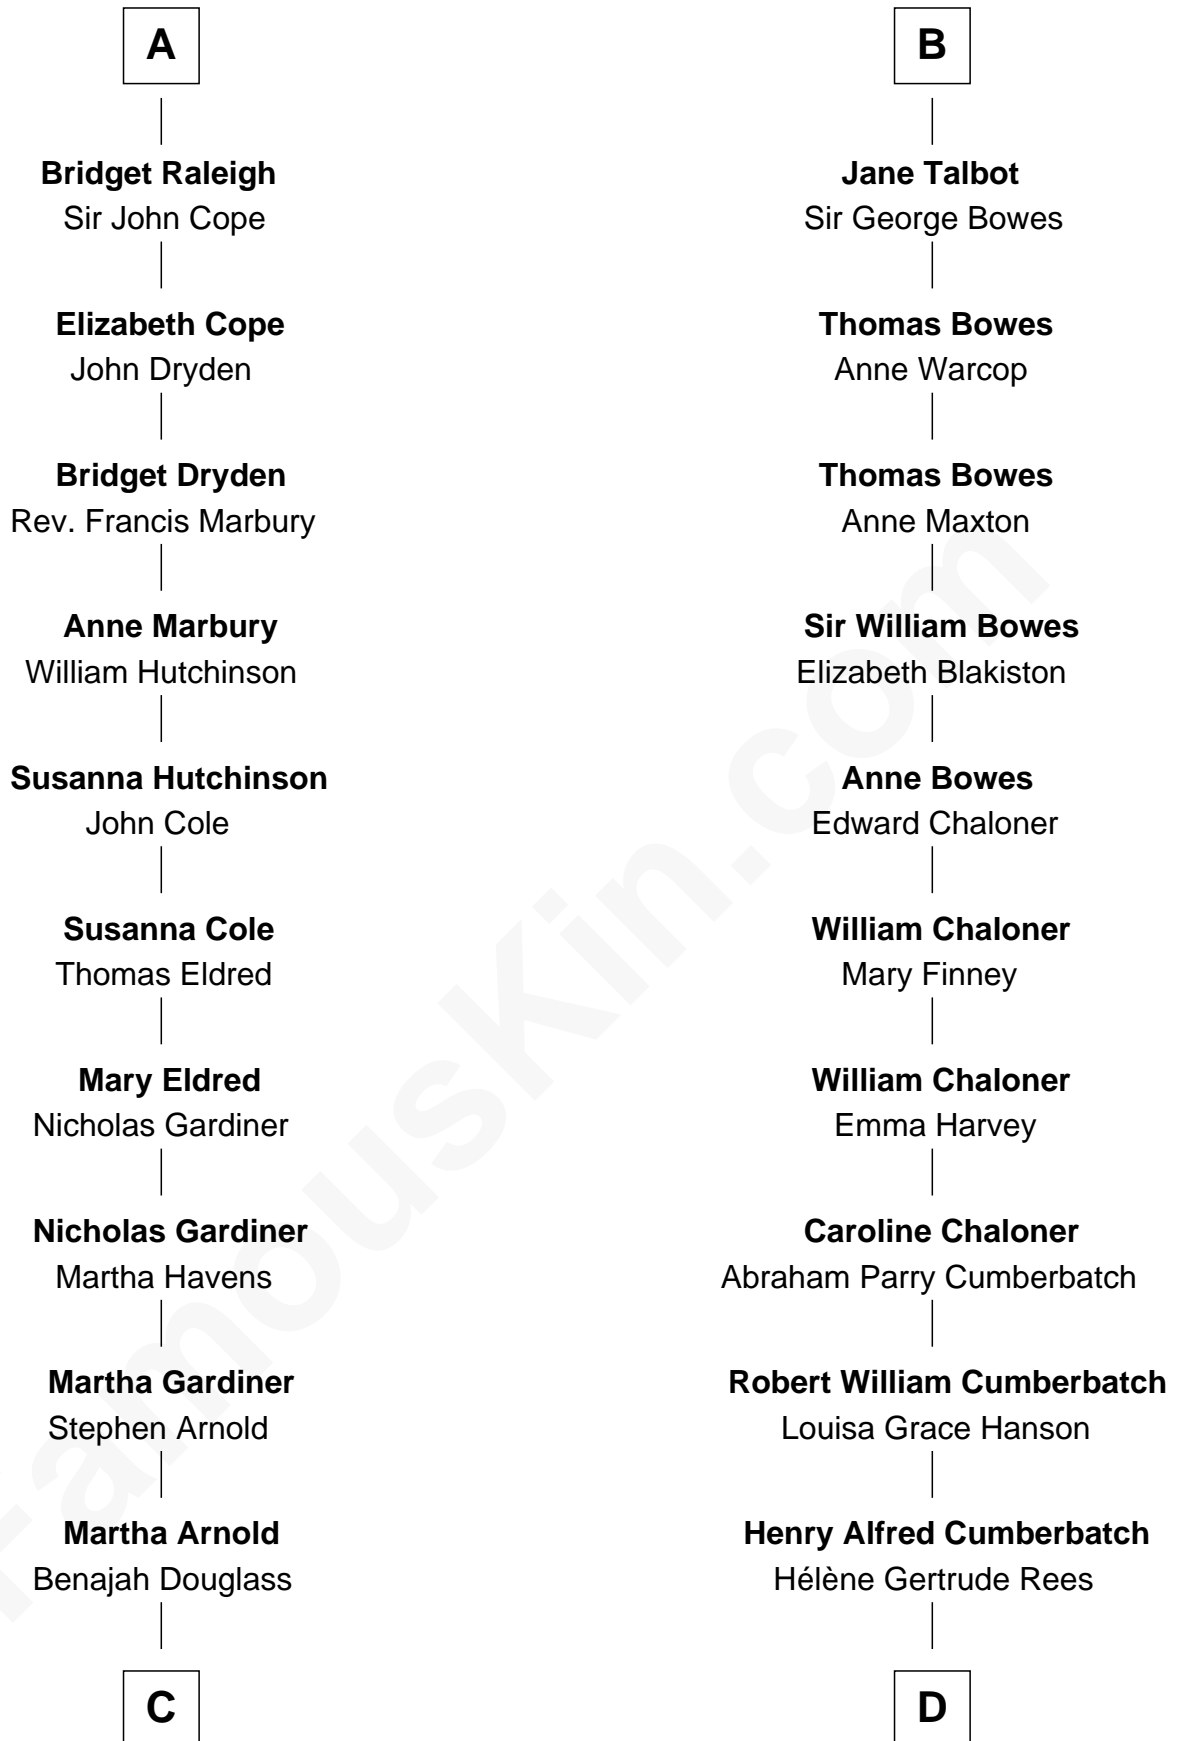 A
Bridget Raleigh
Sir John Cope
Elizabeth Cope
John Dryden
Bridget Dryden
Rev. Francis Marbury
Anne Marbury
William Hutchinson
Susanna Hutchinson
John Cole
Susanna Cole
Thomas Eldred
Mary Eldred
Nicholas Gardiner
Nicholas Gardiner
Martha Havens
Martha Gardiner
Stephen Arnold
Martha Arnold
Benajah Douglass
C
B
Jane Talbot
Sir George Bowes
Thomas Bowes
Anne Warcop
Thomas Bowes
Anne Maxton
Sir William Bowes
Elizabeth Blakiston
Anne Bowes
Edward Chaloner
William Chaloner
Mary Finney
William Chaloner
Emma Harvey
Caroline Chaloner
Abraham Parry Cumberbatch
Robert William Cumberbatch
Louisa Grace Hanson
Henry Alfred Cumberbatch
Hélène Gertrude Rees
D
FamousKin.com